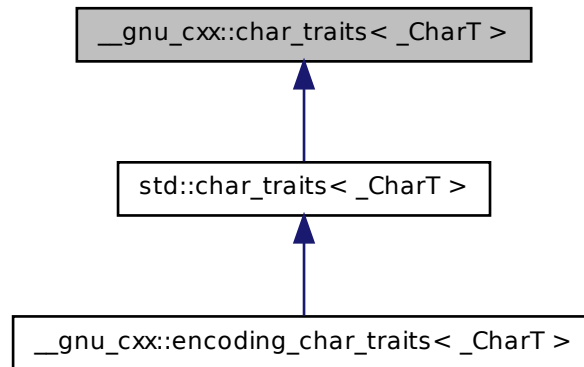 __gnu_cxx::char_traits< _CharT >
std::char_traits< _CharT >
__gnu_cxx::encoding_char_traits< _CharT >